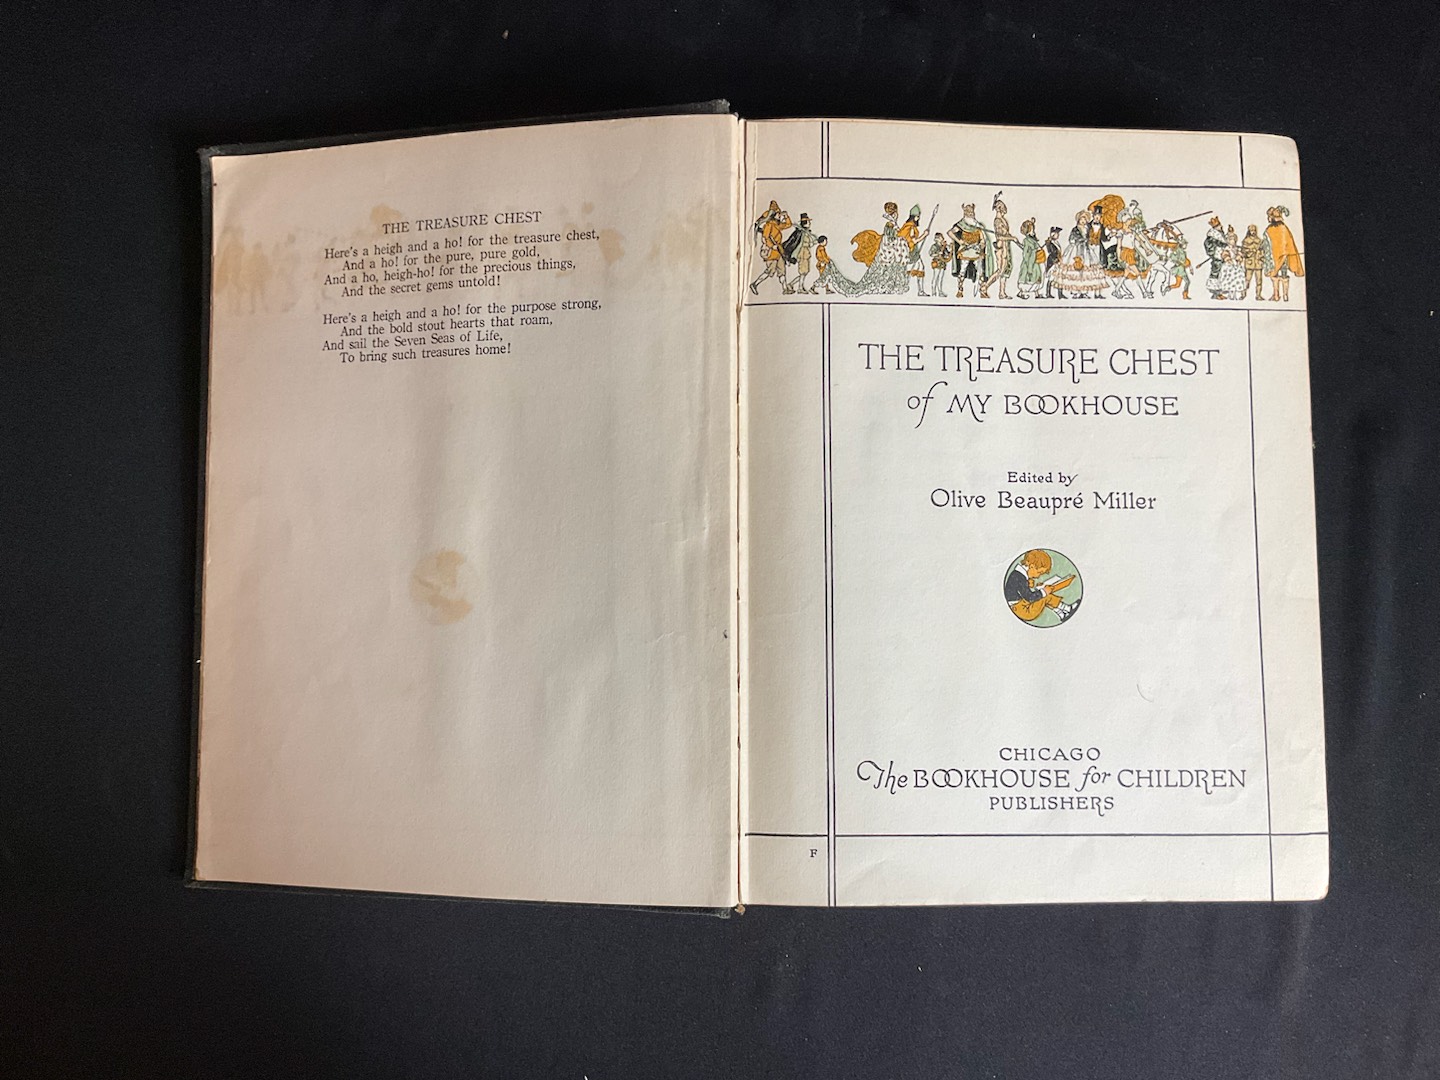 THE TREASURE CHEST
Here's a heigh and a ho! for the treasure chest,
And a ho! for the pure, pure gold,
And a ho, heigh-ho! for the precious things,
And the secret gems untold!
Here's a heigh and a ho! for the purpose strong,
And the bold stout hearts that roam,
And sail the Seven Seas of Life,
To bring such treasures home!
THE TREASURE CHEST
of MY BOOKHOUSE
Edited by
Olive Beaupré Miller
CHICAGO
The BOOKHOUSE for CHILDREN
PUBLISHERS
F